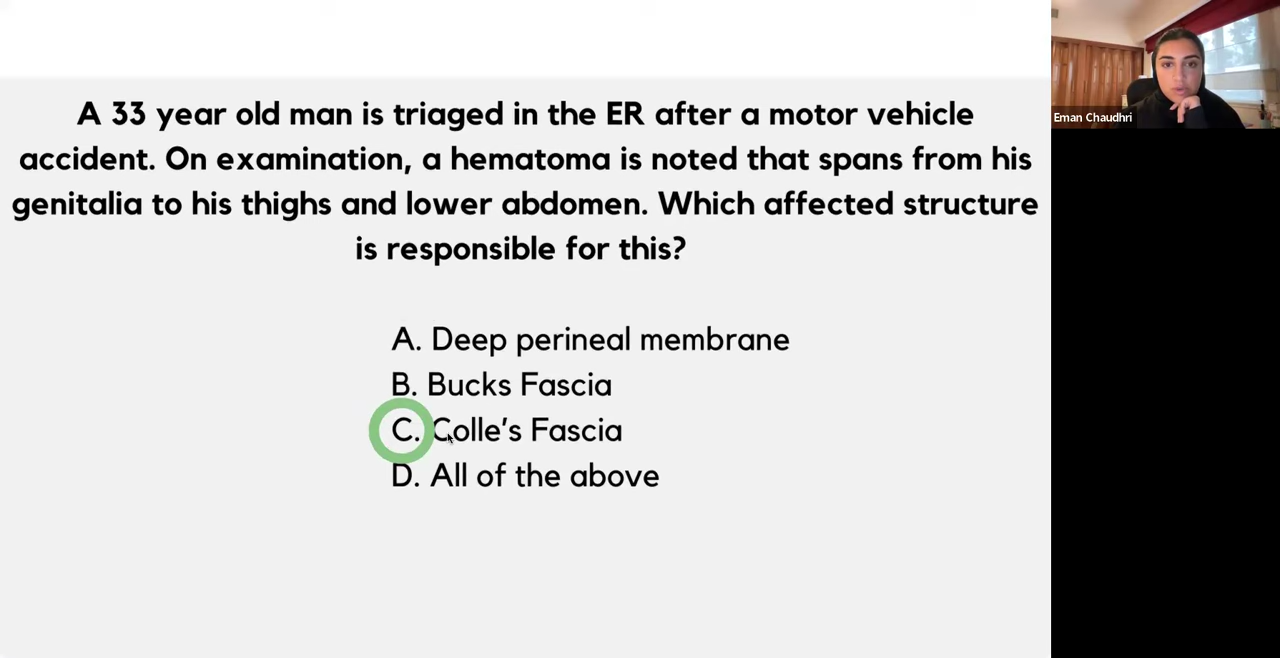 A 33 year old man is triaged in the ER after a motor vehicle
accident. On examination, a hematoma is noted that spans from his
genitalia to his thighs and lower abdomen. Which affected structure
is responsible for this?
A. Deep perineal membrane
B. Bucks Fascia
C. Colle’s Fascia
D. All of the above
Eman Chaudhri